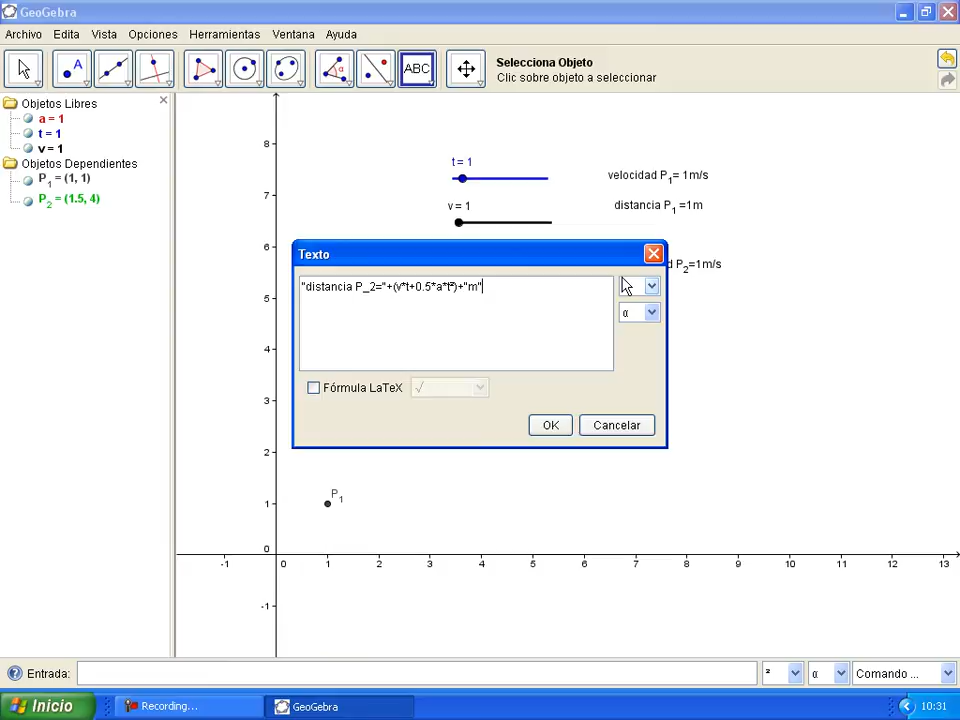 GeoGebra
Archivo Edita Vista Opciones Herramientas Ventana Ayuda
A
α
ABC
Selecciona Objeto
Clic sobre objeto a seleccionar
Objetos Libres
a = 1
t = 1
v = 1
Objetos Dependientes
P1 = (1, 1)
P2 = (1.5, 4)
8
7
6
5
4
3
2
1
0
-1
t = 1
v = 1
velocidad P1= 1m/s
distancia P1 =1m
d P2=1m/s
Texto
"distancia P_2="+(v*t+0.5*a*t²)+"m"
α
Fórmula LaTeX
√
OK
Cancelar
P1
-1 0 1 2 3 4 5 6 7 8 9 10 11 12 13
Entrada:
²
α
Comando ...
Inicio
Recording...
GeoGebra
10:31